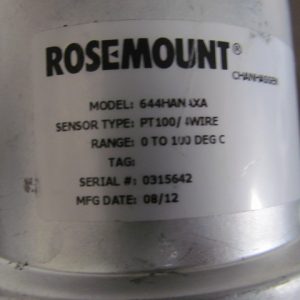 ROSEMOUNT®
CHANHASSEN
MODEL: 644HAN4XA
SENSOR TYPE: PT100/ 4WIRE
RANGE: 0 TO 100 DEG C
TAG:
SERIAL #: 0315642
MFG DATE: 08/12